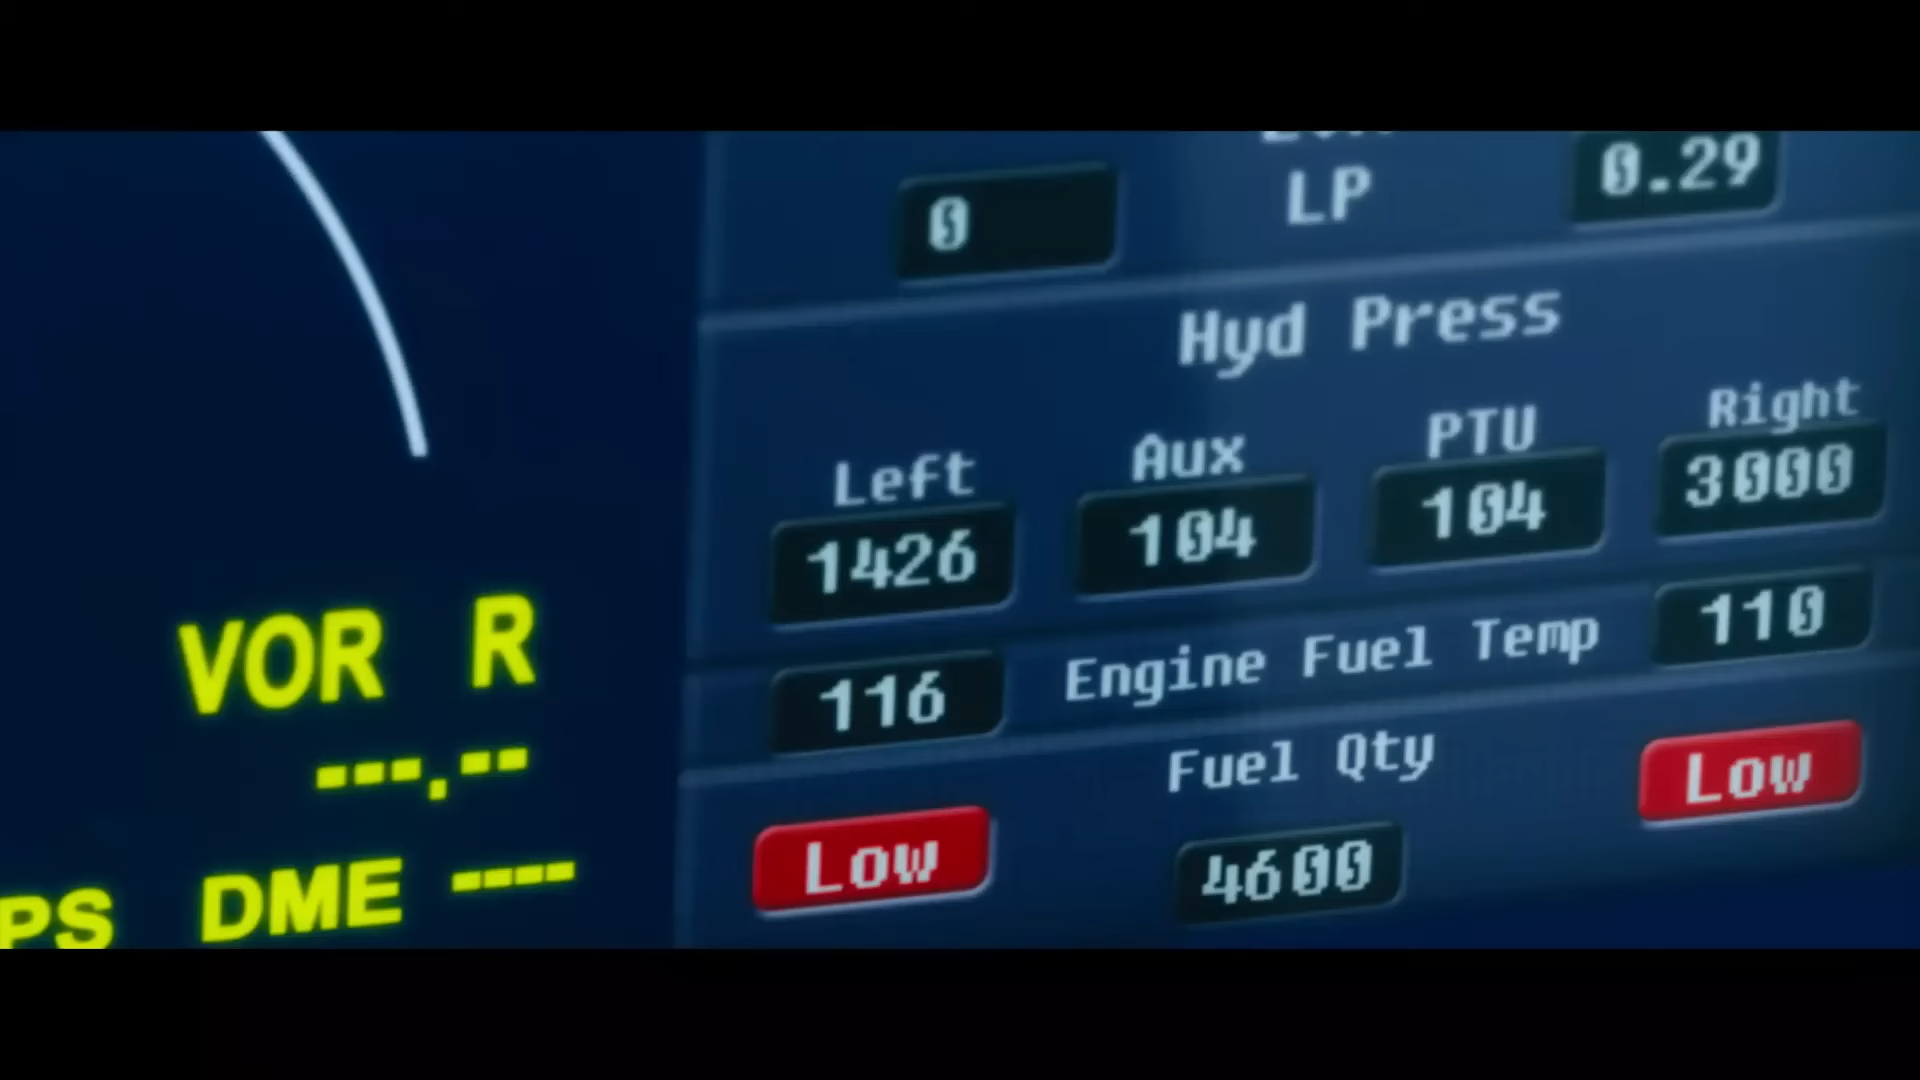 0 LP 0.29
Hyd Press
Left Aux PTU Right
1426 104 104 3000
116 Engine Fuel Temp 110
Fuel Qty
Low 4600 Low
VOR R
---.--
PS DME ----